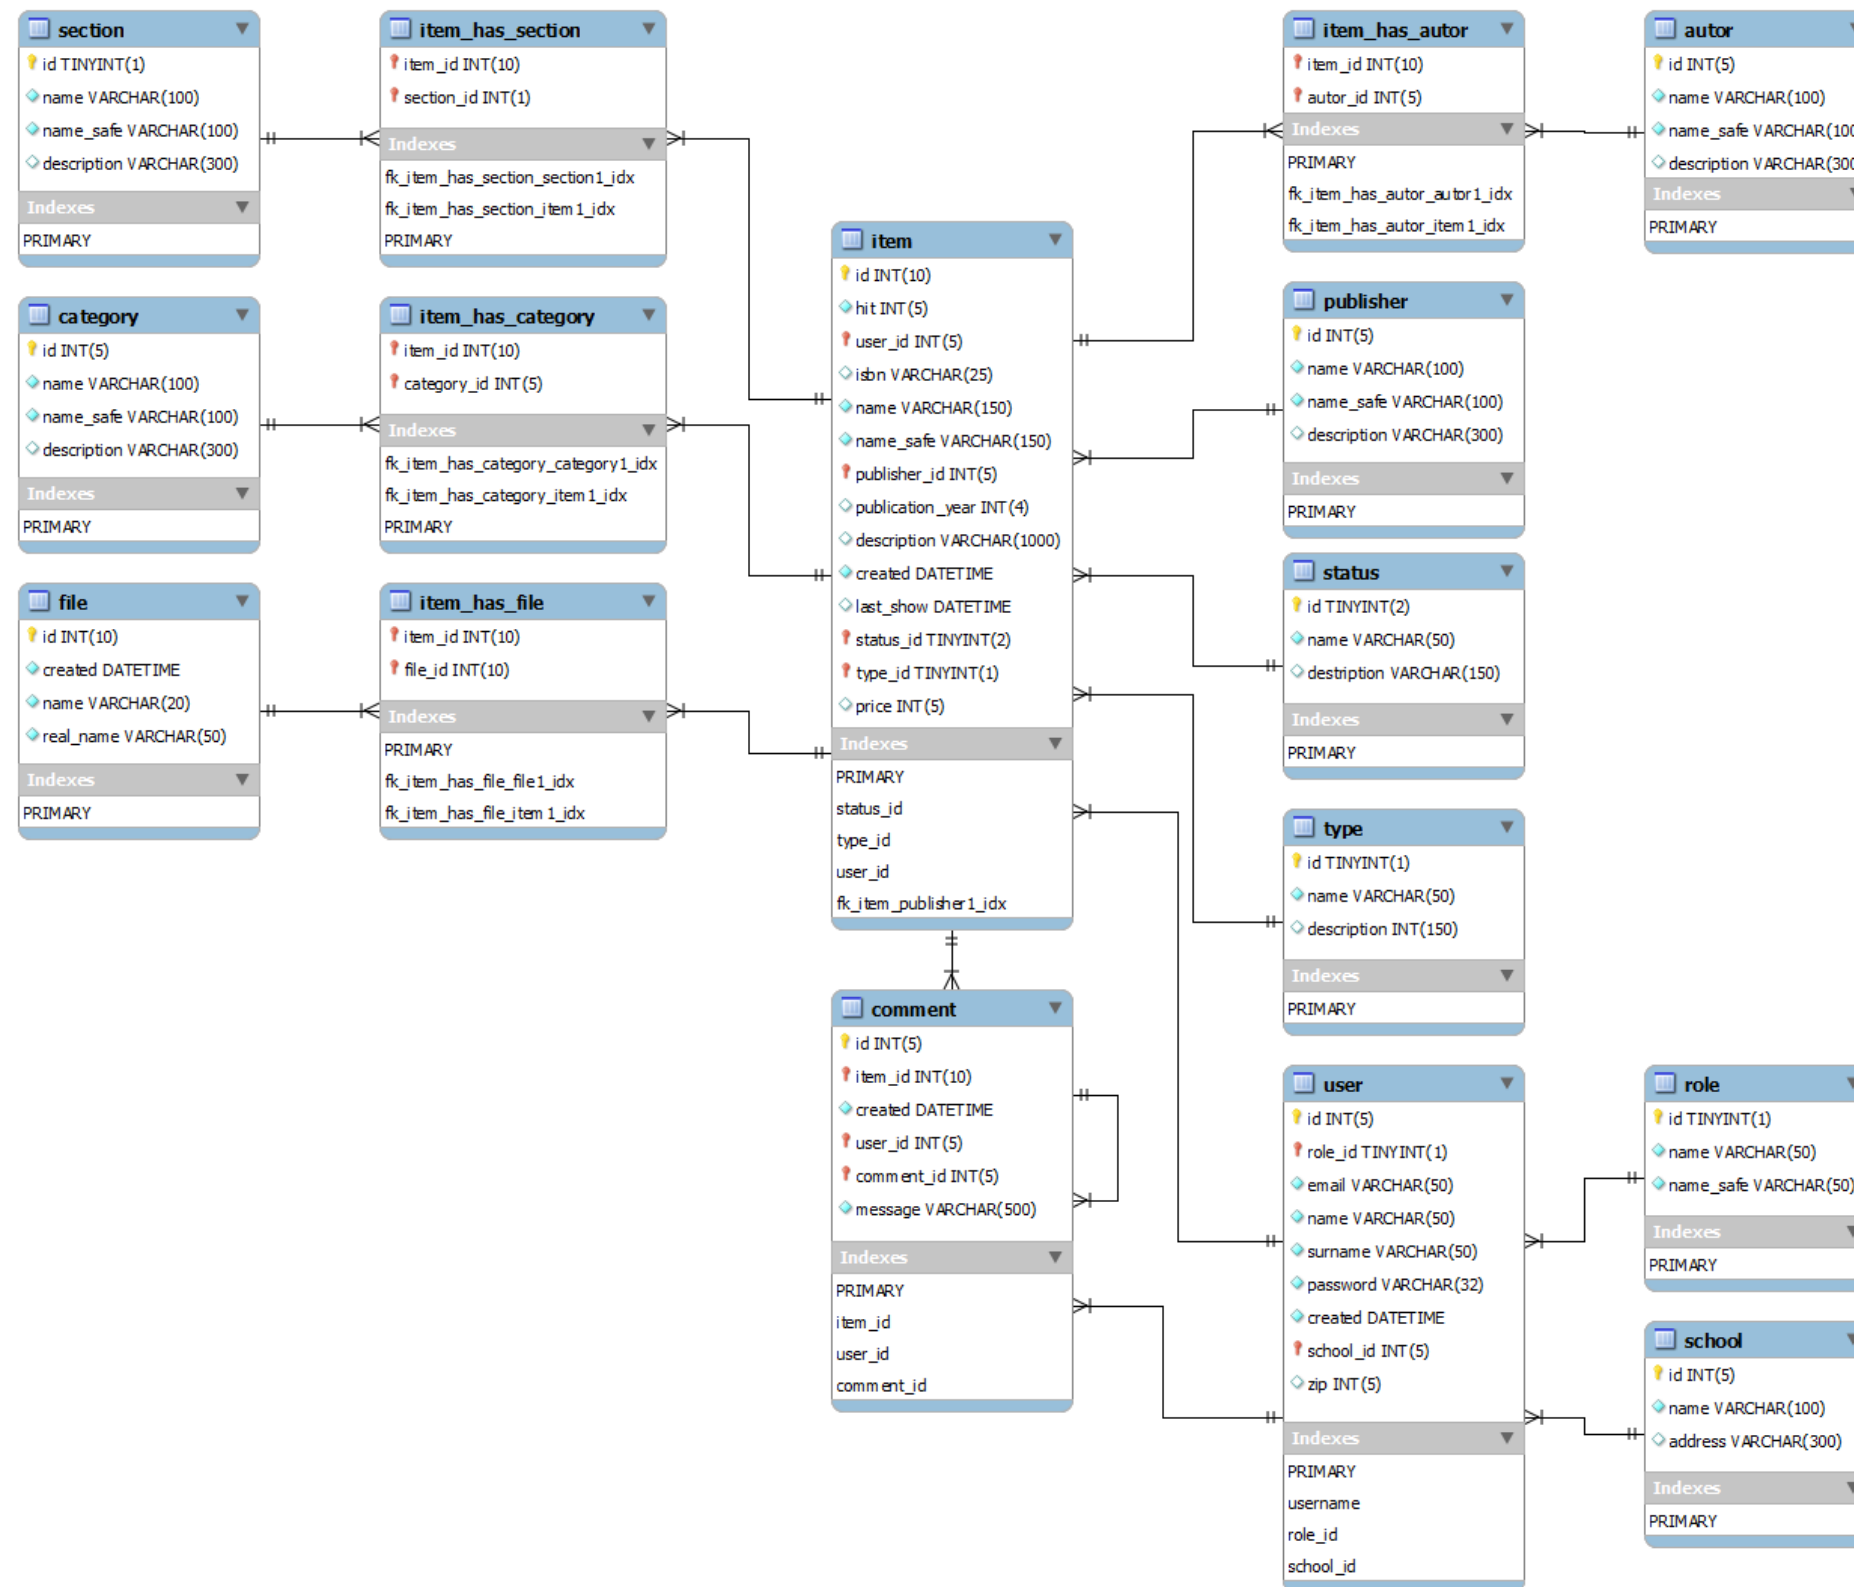 section
id TINYINT(1)
name VARCHAR(100)
name_safe VARCHAR(100)
description VARCHAR(300)
Indexes
PRIMARY
item_has_section
item_id INT(10)
section_id INT(1)
Indexes
fk_item_has_section_section1_idx
fk_item_has_section_item1_idx
PRIMARY
category
id INT(5)
name VARCHAR(100)
name_safe VARCHAR(100)
description VARCHAR(300)
Indexes
PRIMARY
item_has_category
item_id INT(10)
category_id INT(5)
Indexes
fk_item_has_category_category1_idx
fk_item_has_category_item1_idx
PRIMARY
file
id INT(10)
created DATETIME
name VARCHAR(20)
real_name VARCHAR(50)
Indexes
PRIMARY
item_has_file
item_id INT(10)
file_id INT(10)
Indexes
PRIMARY
fk_item_has_file_file1_idx
fk_item_has_file_item1_idx
item
id INT(10)
hit INT(5)
user_id INT(5)
isbn VARCHAR(25)
name VARCHAR(150)
name_safe VARCHAR(150)
publisher_id INT(5)
publication_year INT(4)
description VARCHAR(1000)
created DATETIME
last_show DATETIME
status_id TINYINT(2)
type_id TINYINT(1)
price INT(5)
Indexes
PRIMARY
status_id
type_id
user_id
fk_item_publisher1_idx
comment
id INT(5)
item_id INT(10)
created DATETIME
user_id INT(5)
comment_id INT(5)
message VARCHAR(500)
Indexes
PRIMARY
item_id
user_id
comment_id
item_has_autor
item_id INT(10)
autor_id INT(5)
Indexes
PRIMARY
fk_item_has_autor_autor1_idx
fk_item_has_autor_item1_idx
autor
id INT(5)
name VARCHAR(100)
name_safe VARCHAR(100
description VARCHAR(300
Indexes
PRIMARY
publisher
id INT(5)
name VARCHAR(100)
name_safe VARCHAR(100)
description VARCHAR(300)
Indexes
PRIMARY
status
id TINYINT(2)
name VARCHAR(50)
destription VARCHAR(150)
Indexes
PRIMARY
type
id TINYINT(1)
name VARCHAR(50)
description INT(150)
Indexes
PRIMARY
user
id INT(5)
role_id TINYINT(1)
email VARCHAR(50)
name VARCHAR(50)
surname VARCHAR(50)
password VARCHAR(32)
created DATETIME
school_id INT(5)
zip INT(5)
Indexes
PRIMARY
username
role_id
school_id
role
id TINYINT(1)
name VARCHAR(50)
name_safe VARCHAR(50)
Indexes
PRIMARY
school
id INT(5)
name VARCHAR(100)
address VARCHAR(300)
Indexes
PRIMARY